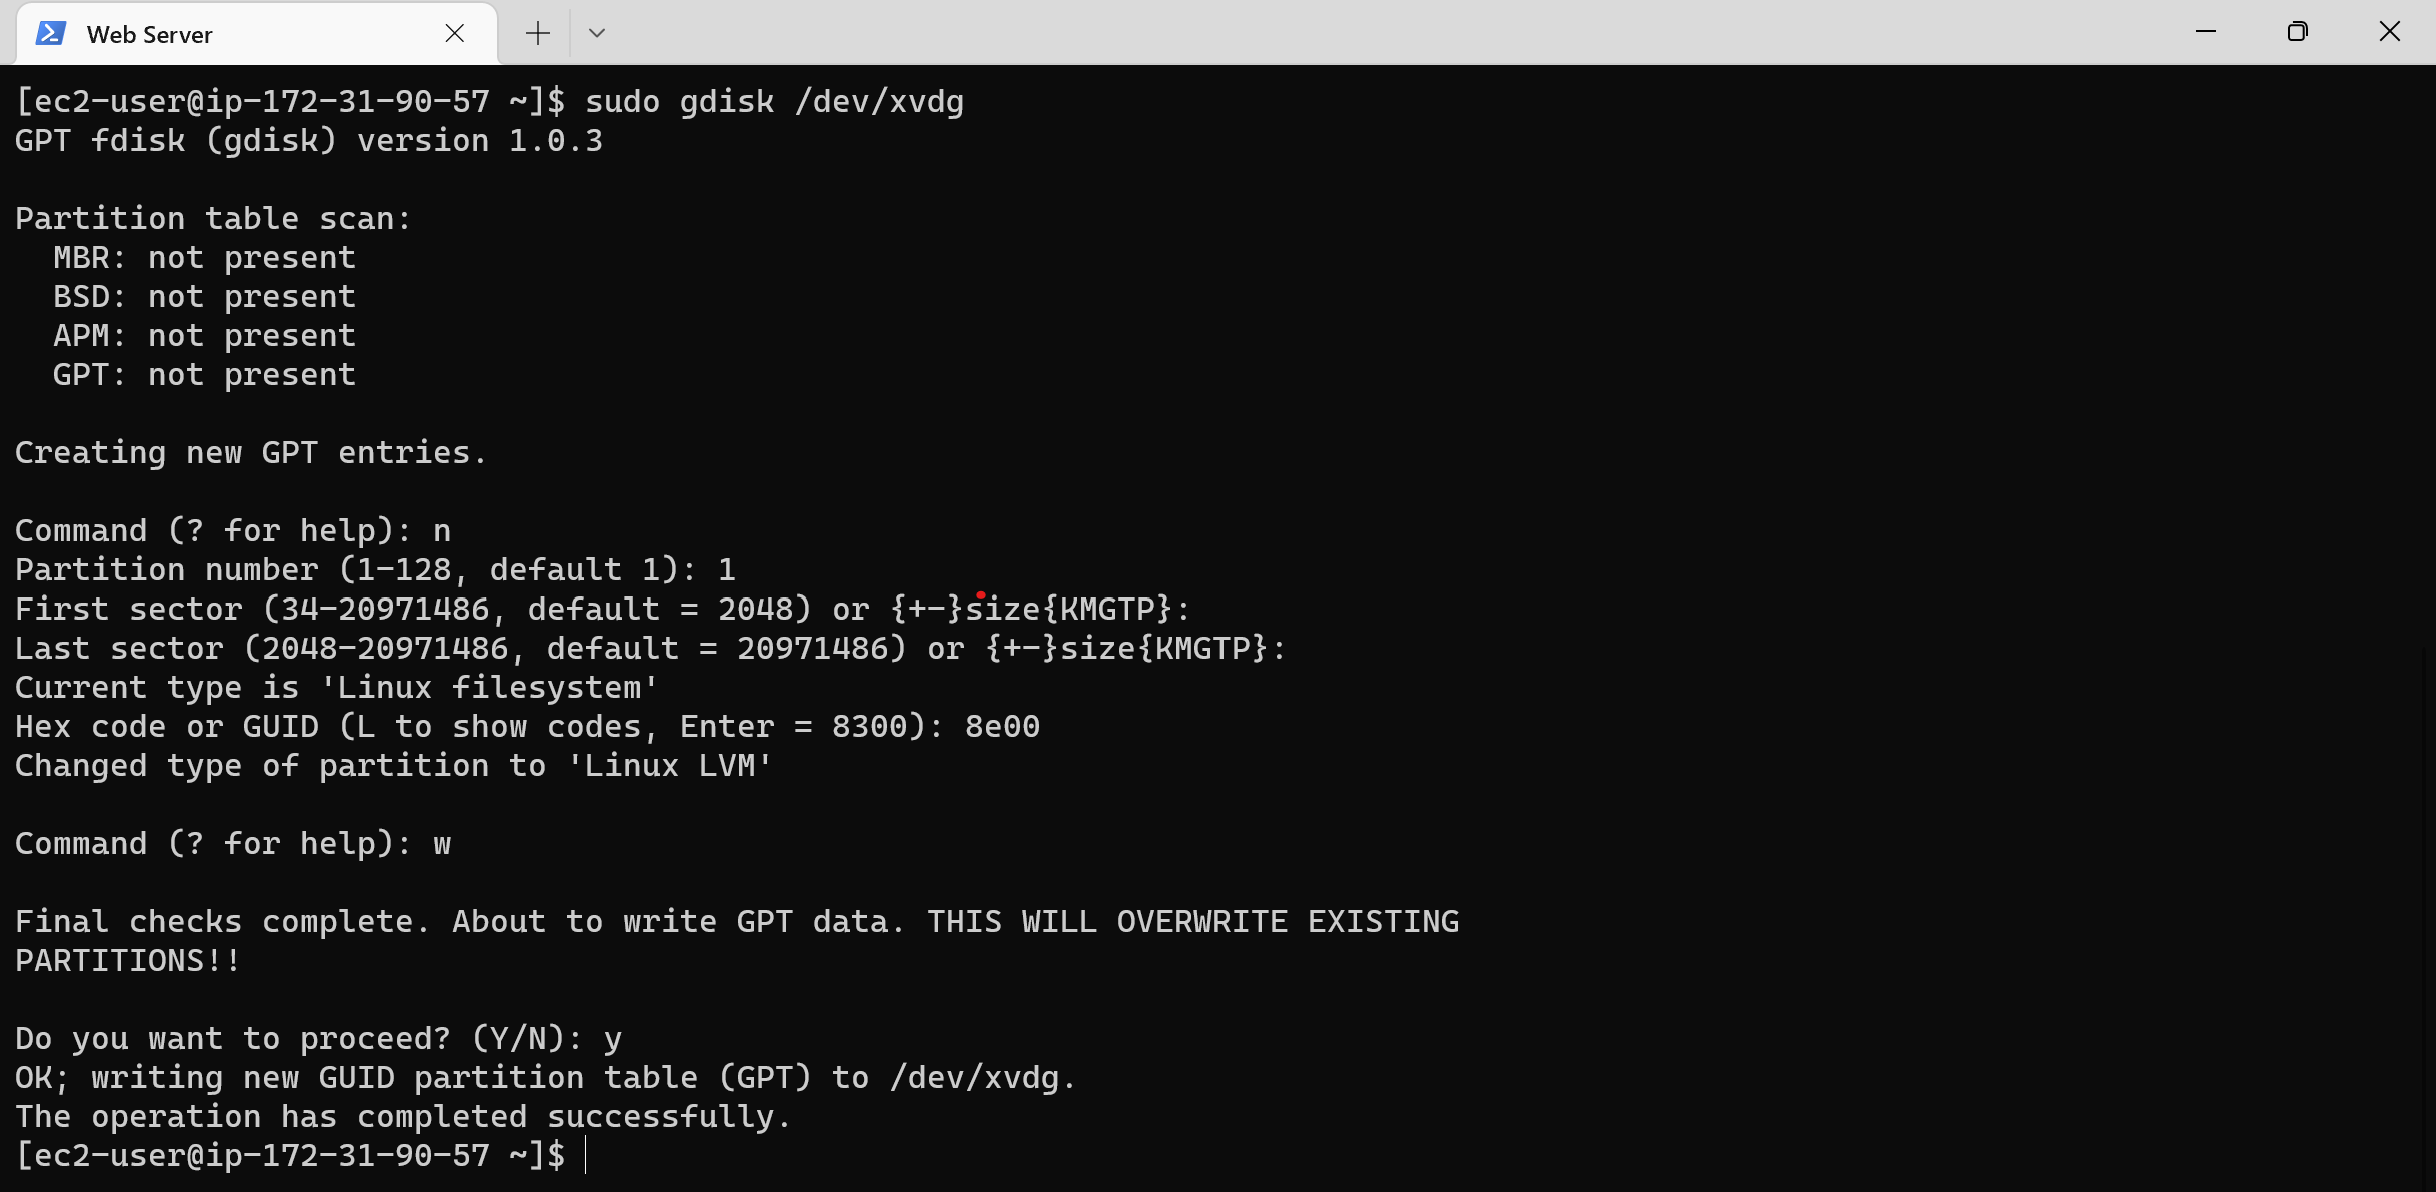 Web Server
[ec2-user@ip-172-31-90-57 ~]$ sudo gdisk /dev/xvdg
GPT fdisk (gdisk) version 1.0.3
Partition table scan:
  MBR: not present
  BSD: not present
  APM: not present
  GPT: not present
Creating new GPT entries.
Command (? for help): n
Partition number (1-128, default 1): 1
First sector (34-20971486, default = 2048) or {+-}size{KMGTP}:
Last sector (2048-20971486, default = 20971486) or {+-}size{KMGTP}:
Current type is 'Linux filesystem'
Hex code or GUID (L to show codes, Enter = 8300): 8e00
Changed type of partition to 'Linux LVM'
Command (? for help): w
Final checks complete. About to write GPT data. THIS WILL OVERWRITE EXISTING
PARTITIONS!!
Do you want to proceed? (Y/N): y
OK; writing new GUID partition table (GPT) to /dev/xvdg.
The operation has completed successfully.
[ec2-user@ip-172-31-90-57 ~]$